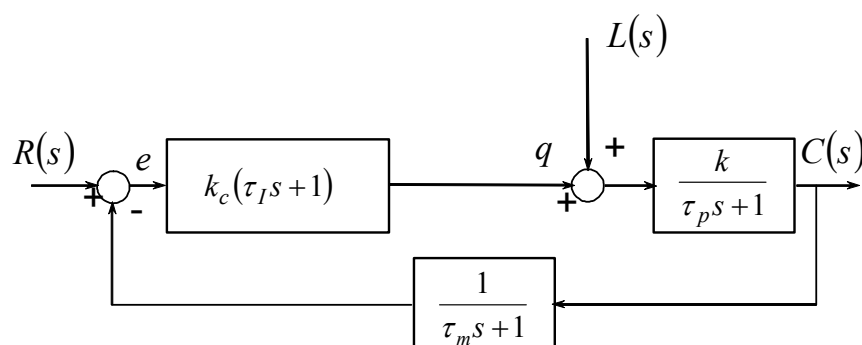 L(s)
R(s) e k_c(τ_I s+1) q + k/(τ_p s+1) C(s)
+ - +
1/(τ_m s+1)